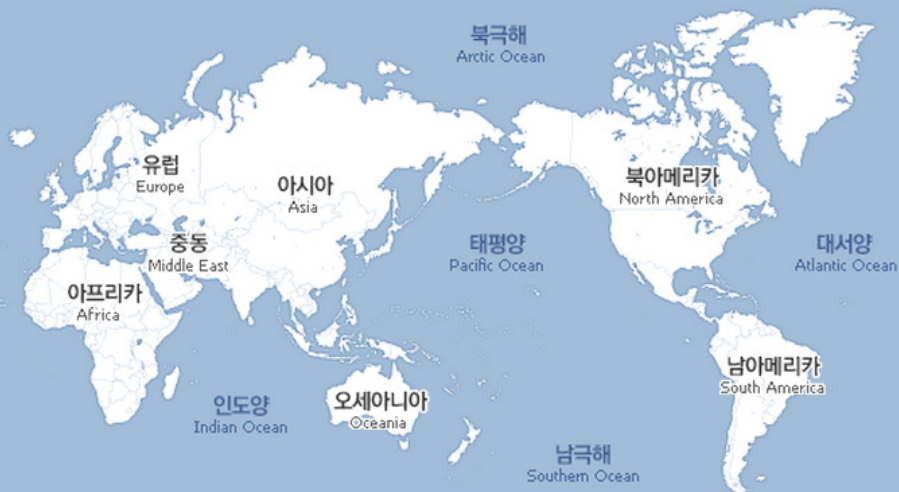 북극해
Arctic Ocean
유럽
Europe
아시아
Asia
북아메리카
North America
중동
Middle East
태평양
Pacific Ocean
대서양
Atlantic Ocean
아프리카
Africa
남아메리카
South America
인도양
Indian Ocean
오세아니아
Oceania
남극해
Southern Ocean